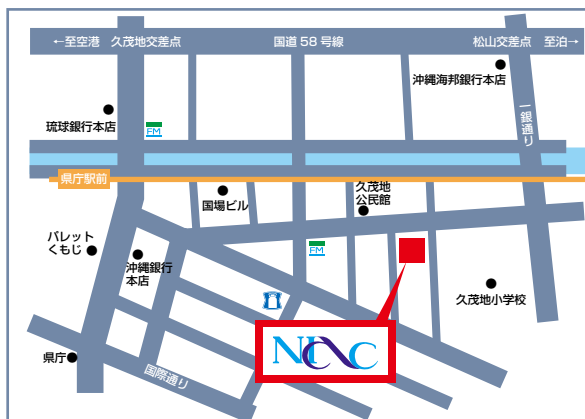 ←至空港
久茂地交差点
国道58号線
松山交差点
至泊→
沖縄海邦銀行本店
琉球銀行本店
FM
一銀通り
県庁駅前
国場ビル
久茂地
公民館
パレット
くもじ
沖縄銀行
本店
FM
久茂地小学校
県庁
国際通り
NIAC